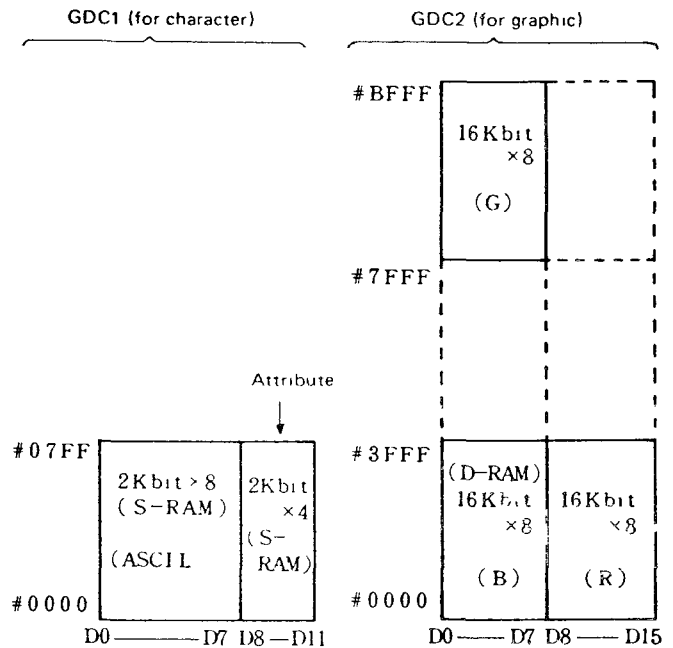 GDC1 (for character)
GDC2 (for graphic)
#BFFF
16Kbit
×8
(G)
#7FFF
Attribute
#07FF
2Kbit×8
(S-RAM)
(ASCIL
2Kbit
×4
(S-
RAM)
#0000
D0 — D7 D8 — D11
#3FFF
(D-RAM)
16Kbit
×8
(B)
16Kbit
×8
(R)
#0000
D0 — D7 D8 — D15